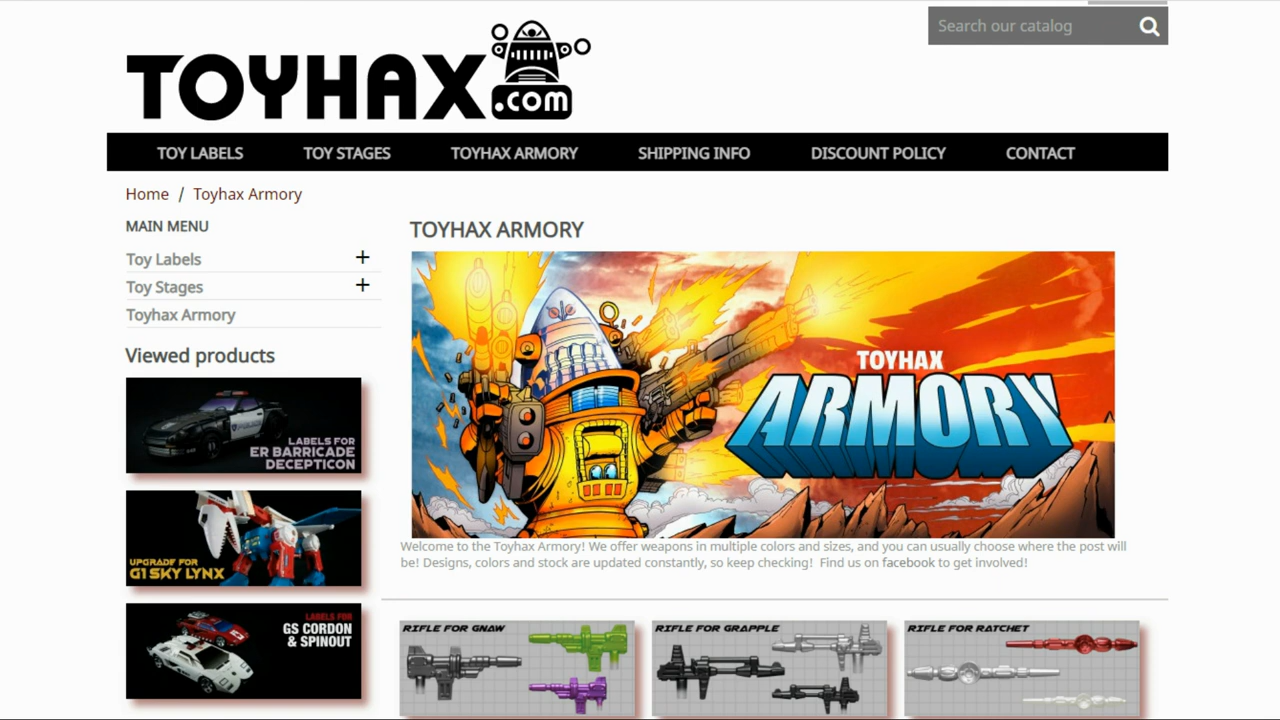 TOYHAX
.com
Search our catalog
TOY LABELS TOY STAGES TOYHAX ARMORY SHIPPING INFO DISCOUNT POLICY CONTACT
Home / Toyhax Armory
MAIN MENU
Toy Labels +
Toy Stages +
Toyhax Armory
Viewed products
LABELS FOR
ER BARRICADE
DECEPTICON
UPGRADE FOR
G1 SKY LYNX
LABELS FOR
GS CORDON
& SPINOUT
TOYHAX ARMORY
TOYHAX
ARMORY
Welcome to the Toyhax Armory! We offer weapons in multiple colors and sizes, and you can usually choose where the post will
be! Designs, colors and stock are updated constantly, so keep checking! Find us on facebook to get involved!
RIFLE FOR GNAW
RIFLE FOR GRAPPLE
RIFLE FOR RATCHET